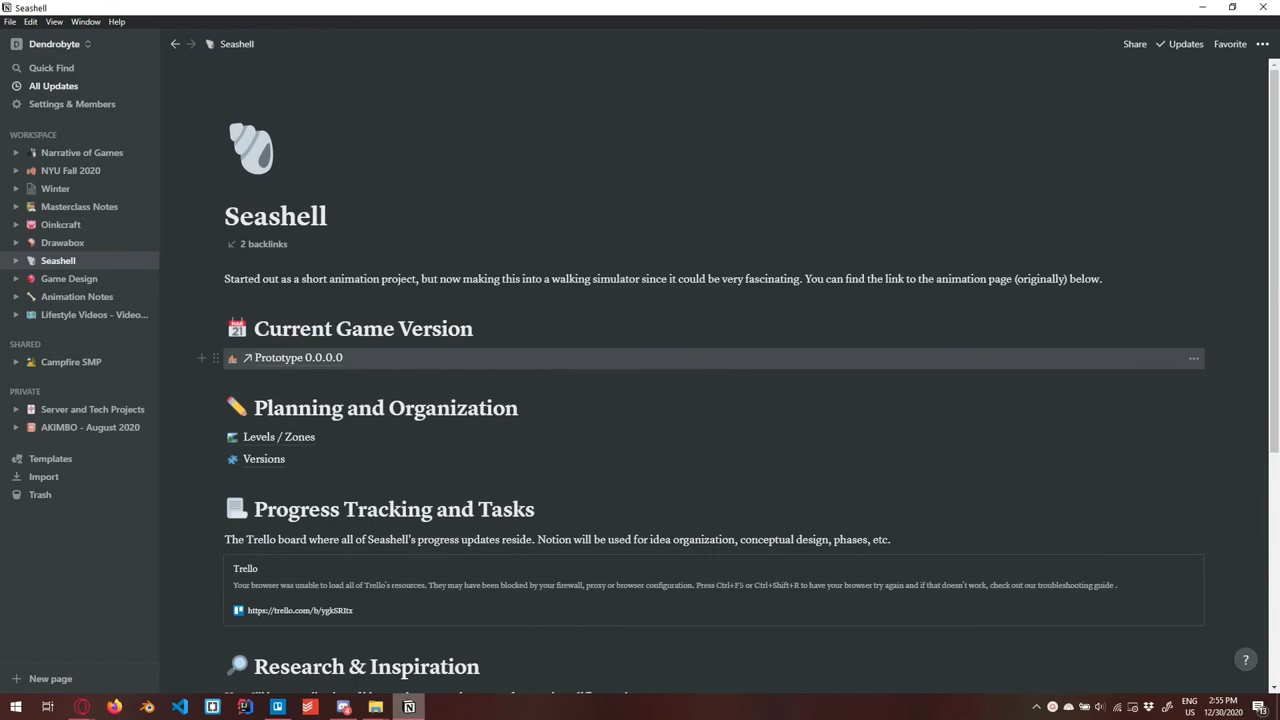 Seashell
File Edit View Window Help
D Dendrobyte
Seashell
Share Updates Favorite
Quick Find
All Updates
Settings & Members
WORKSPACE
Narrative of Games
NYU Fall 2020
Winter
Masterclass Notes
Oinkcraft
Drawabox
Seashell
Game Design
Animation Notes
Lifestyle Videos - Video...
SHARED
Campfire SMP
PRIVATE
Server and Tech Projects
AKIMBO - August 2020
Templates
Import
Trash
New page
Seashell
2 backlinks
Started out as a short animation project, but now making this into a walking simulator since it could be very fascinating. You can find the link to the animation page (originally) below.
MAR 21 Current Game Version
Prototype 0.0.0.0
Planning and Organization
Levels / Zones
Versions
Progress Tracking and Tasks
The Trello board where all of Seashell's progress updates reside. Notion will be used for idea organization, conceptual design, phases, etc.
Trello
Your browser was unable to load all of Trello's resources. They may have been blocked by your firewall, proxy or browser configuration. Press Ctrl+F5 or Ctrl+Shift+R to have your browser try again and if that doesn't work, check out our troubleshooting guide .
https://trello.com/b/ygkSRItx
Research & Inspiration
?
ENG
US
2:55 PM
12/30/2020
13